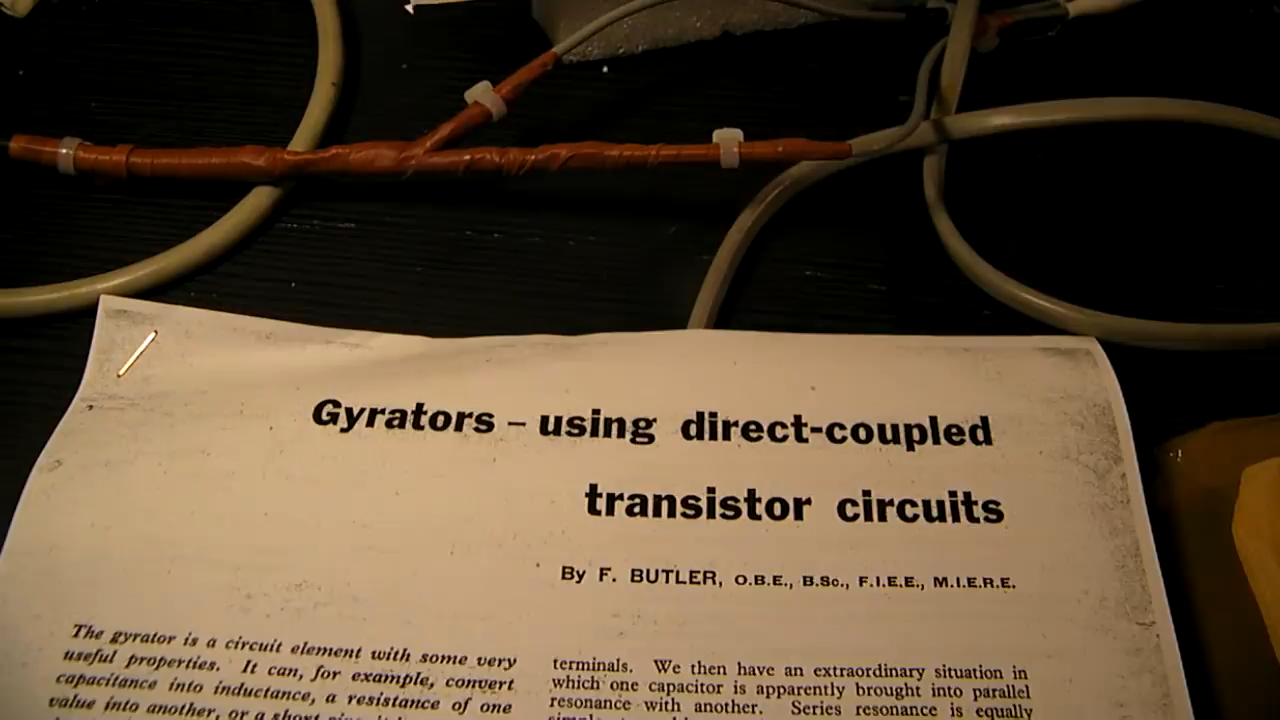 Gyrators – using direct-coupled
transistor circuits
By F. BUTLER, O.B.E., B.Sc., F.I.E.E., M.I.E.R.E.
The gyrator is a circuit element with some very
useful properties. It can, for example, convert
capacitance into inductance, a resistance of one
value into another, or a short
terminals. We then have an extraordinary situation in
which one capacitor is apparently brought into parallel
resonance with another. Series resonance is equally